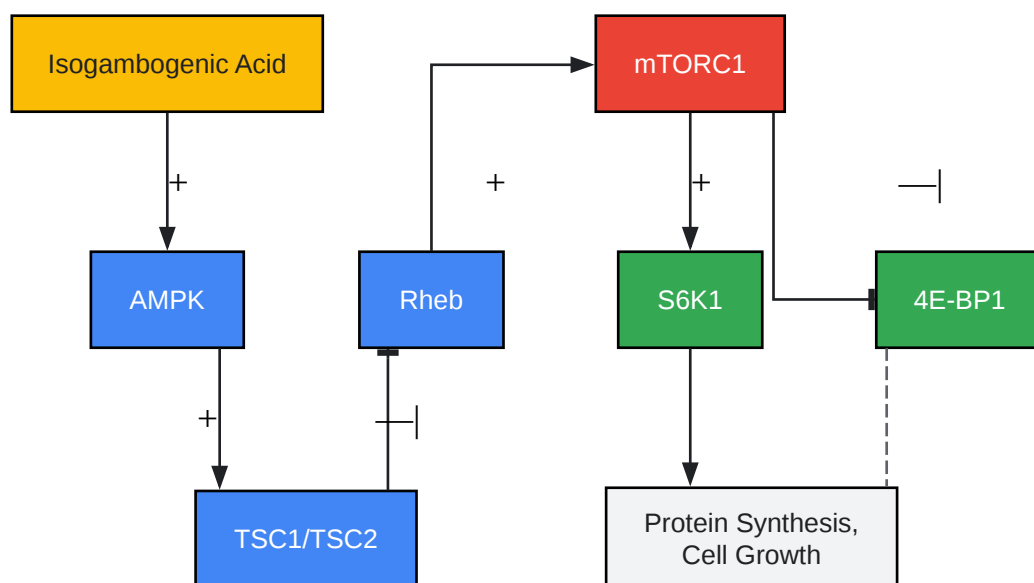 Isogambogenic Acid
mTORC1
+
+
+
⊣
AMPK
Rheb
S6K1
4E-BP1
+
⊣
TSC1/TSC2
Protein Synthesis,
Cell Growth